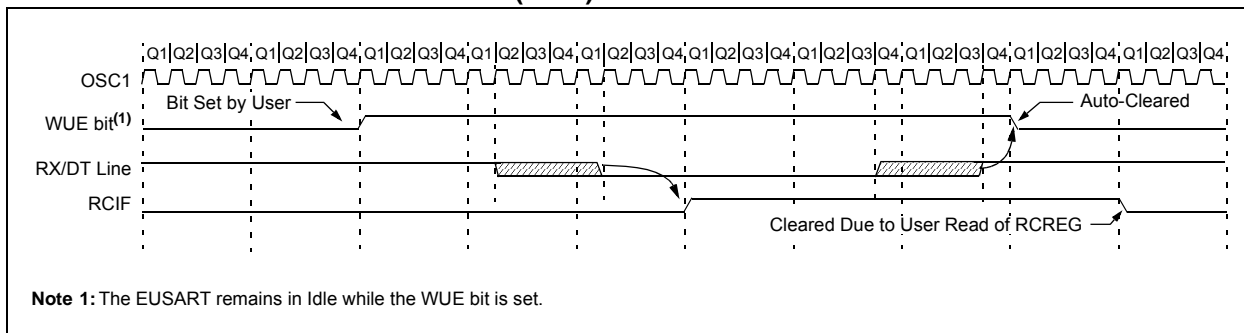 Q1 Q2 Q3 Q4 Q1 Q2 Q3 Q4 Q1 Q2 Q3 Q4 Q1 Q2 Q3 Q4 Q1 Q2 Q3 Q4 Q1 Q2 Q3 Q4 Q1 Q2 Q3 Q4 Q1 Q2 Q3 Q4 Q1 Q2 Q3 Q4 Q1 Q2 Q3 Q4
OSC1
Bit Set by User
Auto-Cleared
WUE bit(1)
RX/DT Line
RCIF
Cleared Due to User Read of RCREG
Note 1: The EUSART remains in Idle while the WUE bit is set.